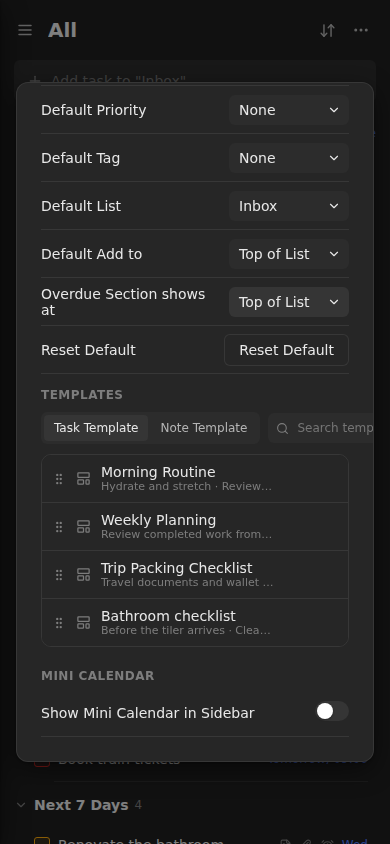 All
Add task to "Inbox"
Default Priority
None
Default Tag
None
Default List
Inbox
Default Add to
Top of List
Overdue Section shows
at
Top of List
Reset Default
Reset Default
TEMPLATES
Task Template
Note Template
Search temp
Morning Routine
Hydrate and stretch · Review…
Weekly Planning
Review completed work from…
Trip Packing Checklist
Travel documents and wallet …
Bathroom checklist
Before the tiler arrives · Clea…
MINI CALENDAR
Show Mini Calendar in Sidebar
Book train tickets
Next 7 Days 4
Renovate the bathroom
Wed